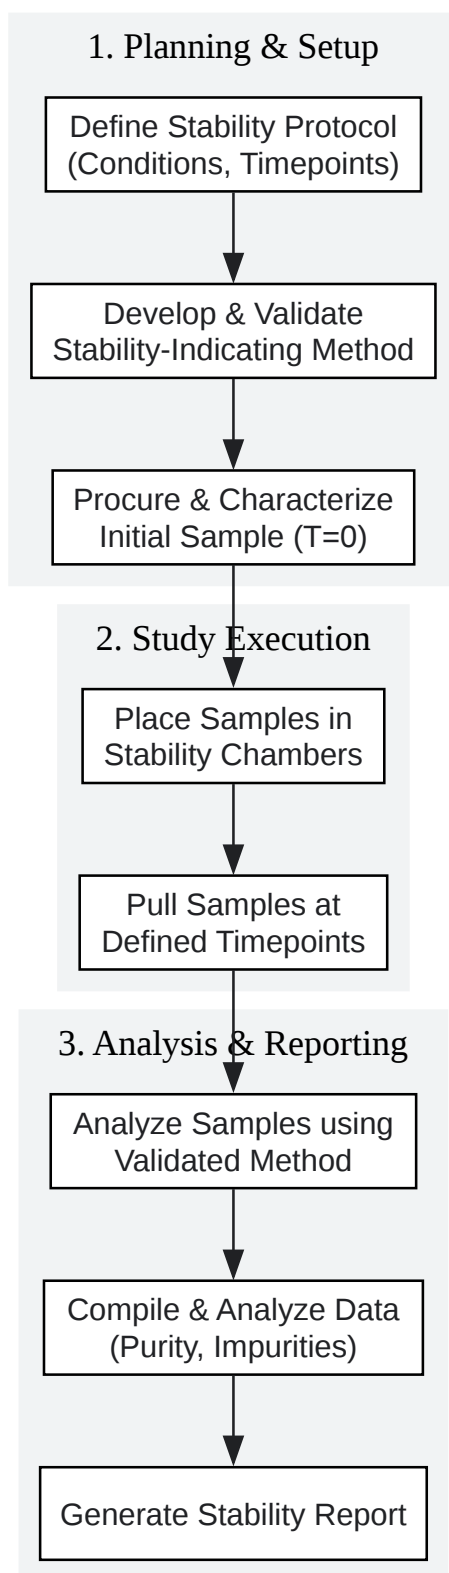 1. Planning & Setup
Define Stability Protocol
(Conditions, Timepoints)
Develop & Validate
Stability-Indicating Method
Procure & Characterize
Initial Sample (T=0)
2. Study Execution
Place Samples in
Stability Chambers
Pull Samples at
Defined Timepoints
3. Analysis & Reporting
Analyze Samples using
Validated Method
Compile & Analyze Data
(Purity, Impurities)
Generate Stability Report